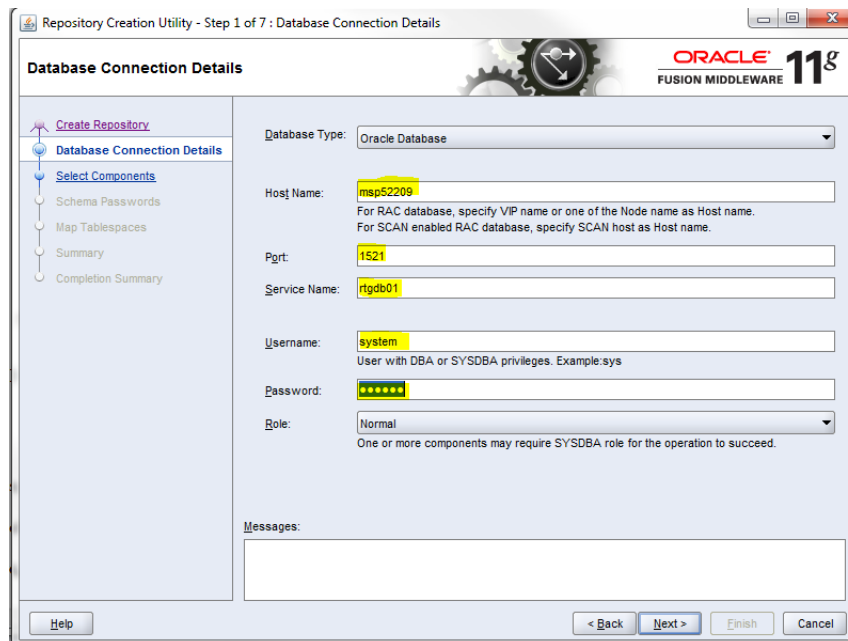 Repository Creation Utility - Step 1 of 7 : Database Connection Details
Database Connection Details
ORACLE
FUSION MIDDLEWARE 11g
Create Repository
Database Connection Details
Select Components
Schema Passwords
Map Tablespaces
Summary
Completion Summary
Database Type: Oracle Database
Host Name: msp52209
For RAC database, specify VIP name or one of the Node name as Host name.
For SCAN enabled RAC database, specify SCAN host as Host name.
Port: 1521
Service Name: rtgdb01
Username: system
User with DBA or SYSDBA privileges. Example:sys
Password: ••••••
Role: Normal
One or more components may require SYSDBA role for the operation to succeed.
Messages:
Help
< Back
Next >
Finish
Cancel